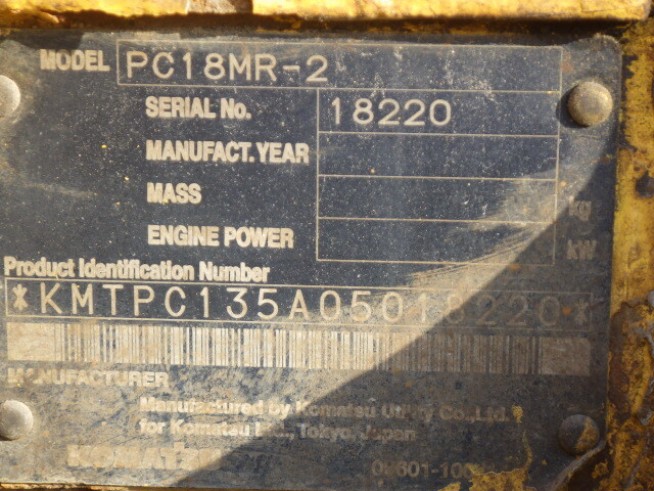 MODEL PC18MR-2
SERIAL No. 18220
MANUFACT. YEAR
MASS kg
ENGINE POWER kW
Product Identification Number
*KMTPC135A05018220*
MANUFACTURER
Manufactured by Komatsu Utility Co.,Ltd.
for Komatsu Ltd., Tokyo, Japan
KOMATSU